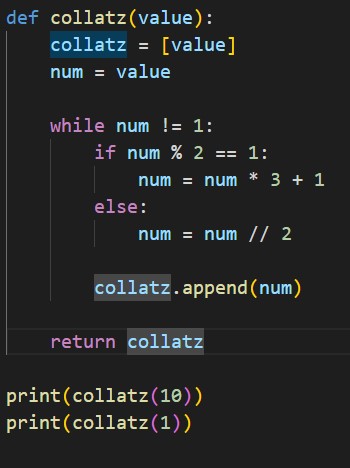 def collatz(value):
    collatz = [value]
    num = value

    while num != 1:
        if num % 2 == 1:
            num = num * 3 + 1
        else:
            num = num // 2

        collatz.append(num)

    return collatz

print(collatz(10))
print(collatz(1))